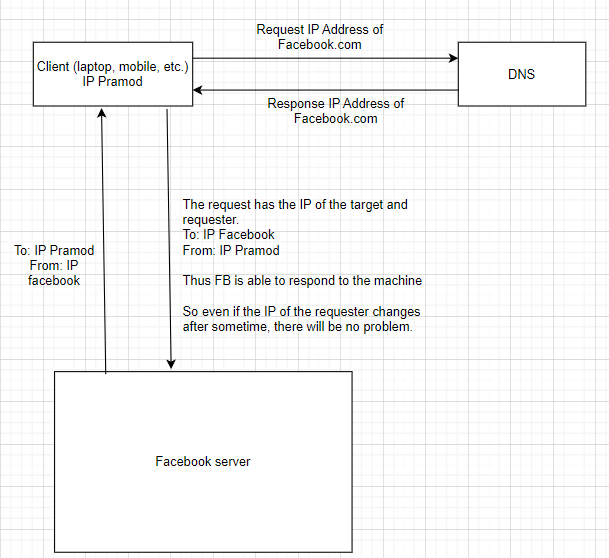 Request IP Address of
Facebook.com
Client (laptop, mobile, etc.)
IP Pramod
DNS
Response IP Address of
Facebook.com
The request has the IP of the target and
requester.
To: IP Facebook
From: IP Pramod
Thus FB is able to respond to the machine
So even if the IP of the requester changes
after sometime, there will be no problem.
To: IP Pramod
From: IP
facebook
Facebook server